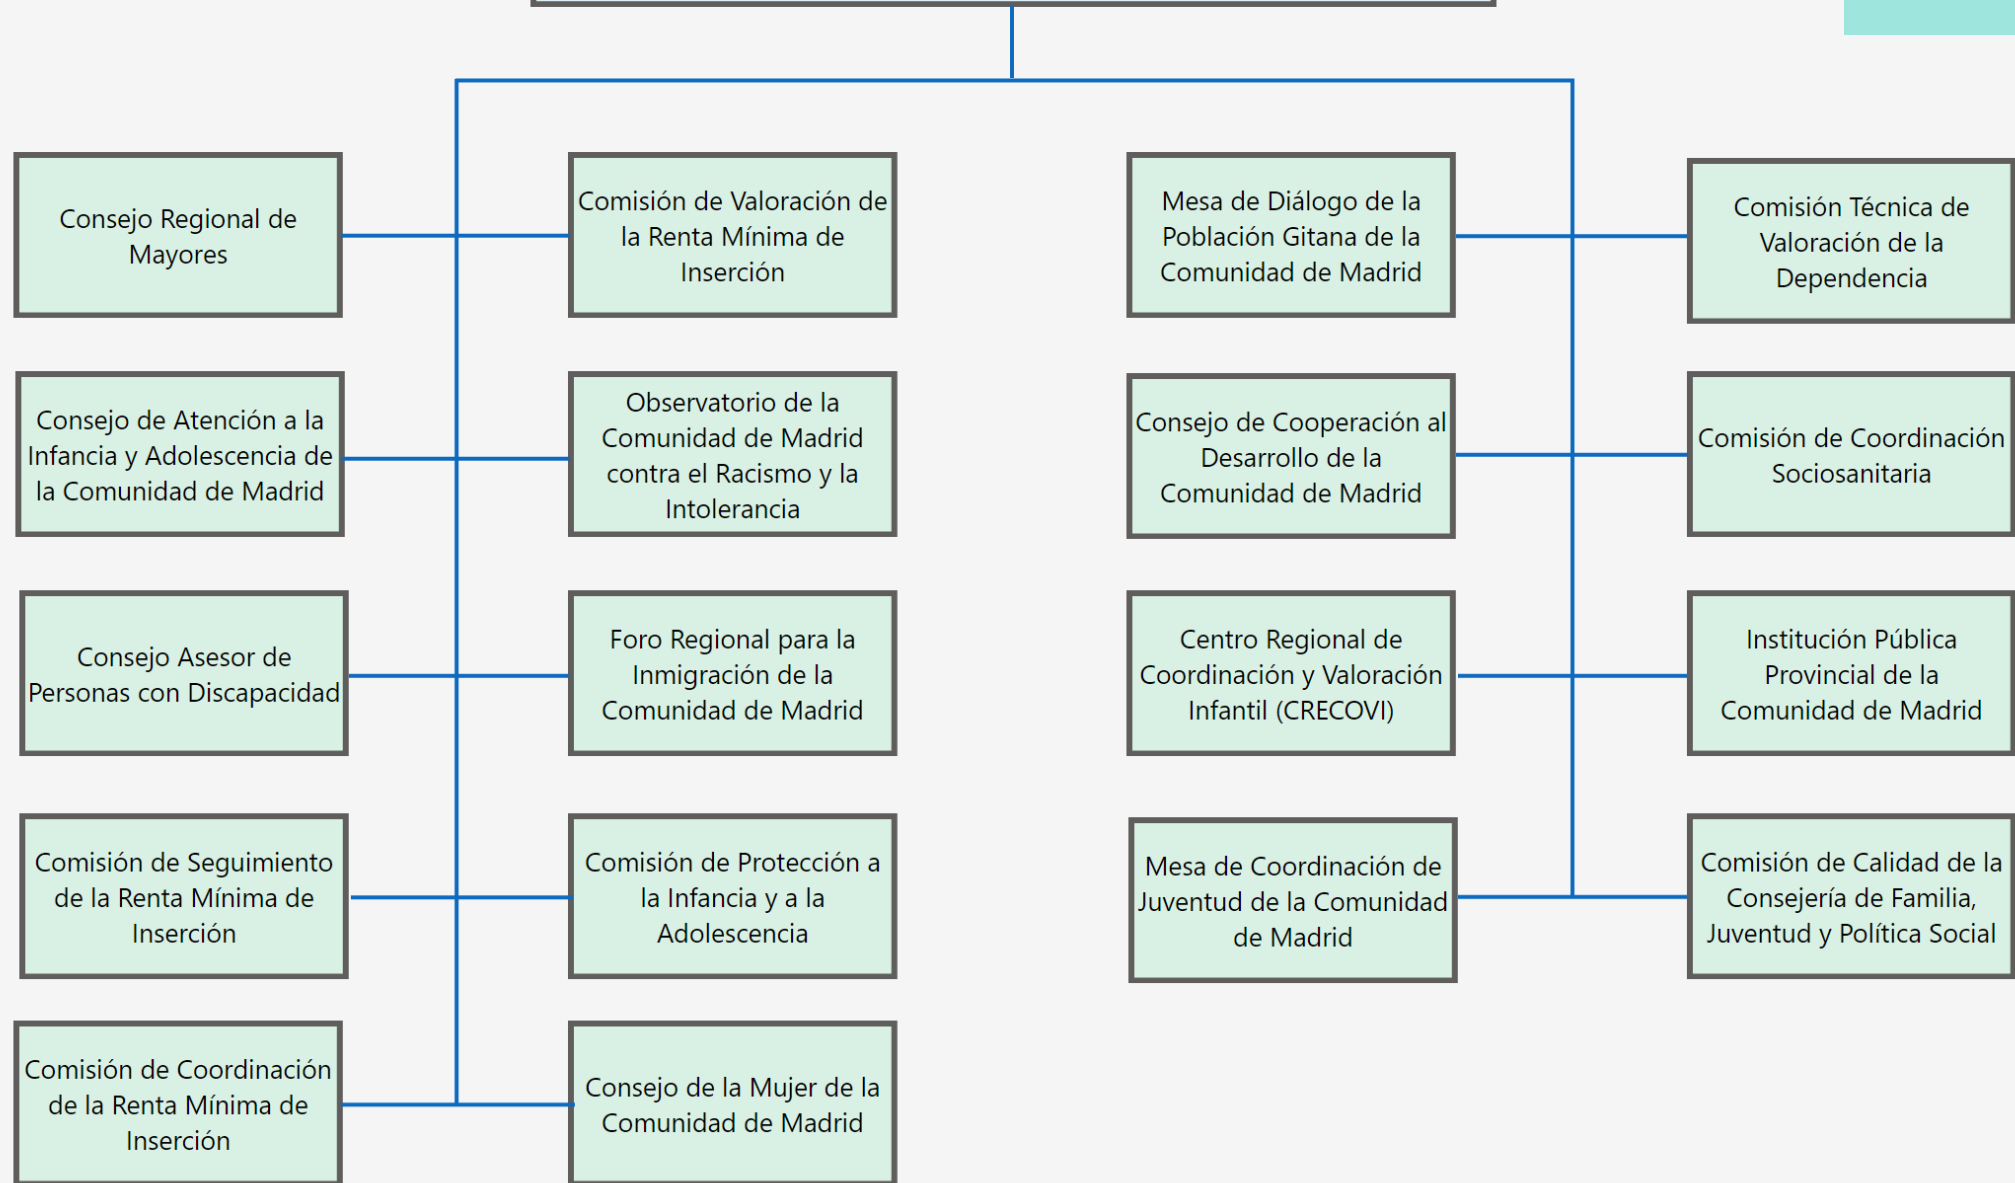 Consejo Regional de
Mayores
Comisión de Valoración de
la Renta Mínima de
Inserción
Mesa de Diálogo de la
Población Gitana de la
Comunidad de Madrid
Comisión Técnica de
Valoración de la
Dependencia
Consejo de Atención a la
Infancia y Adolescencia de
la Comunidad de Madrid
Observatorio de la
Comunidad de Madrid
contra el Racismo y la
Intolerancia
Consejo de Cooperación al
Desarrollo de la
Comunidad de Madrid
Comisión de Coordinación
Sociosanitaria
Consejo Asesor de
Personas con Discapacidad
Foro Regional para la
Inmigración de la
Comunidad de Madrid
Centro Regional de
Coordinación y Valoración
Infantil (CRECOVI)
Institución Pública
Provincial de la
Comunidad de Madrid
Comisión de Seguimiento
de la Renta Mínima de
Inserción
Comisión de Protección a
la Infancia y a la
Adolescencia
Mesa de Coordinación de
Juventud de la Comunidad
de Madrid
Comisión de Calidad de la
Consejería de Familia,
Juventud y Política Social
Comisión de Coordinación
de la Renta Mínima de
Inserción
Consejo de la Mujer de la
Comunidad de Madrid